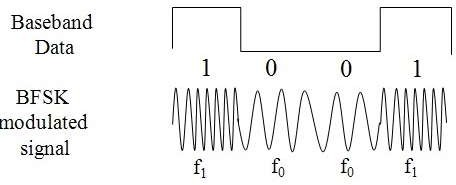 Baseband
Data
1 0 0 1
BFSK
modulated
signal
f₁ f₀ f₀ f₁